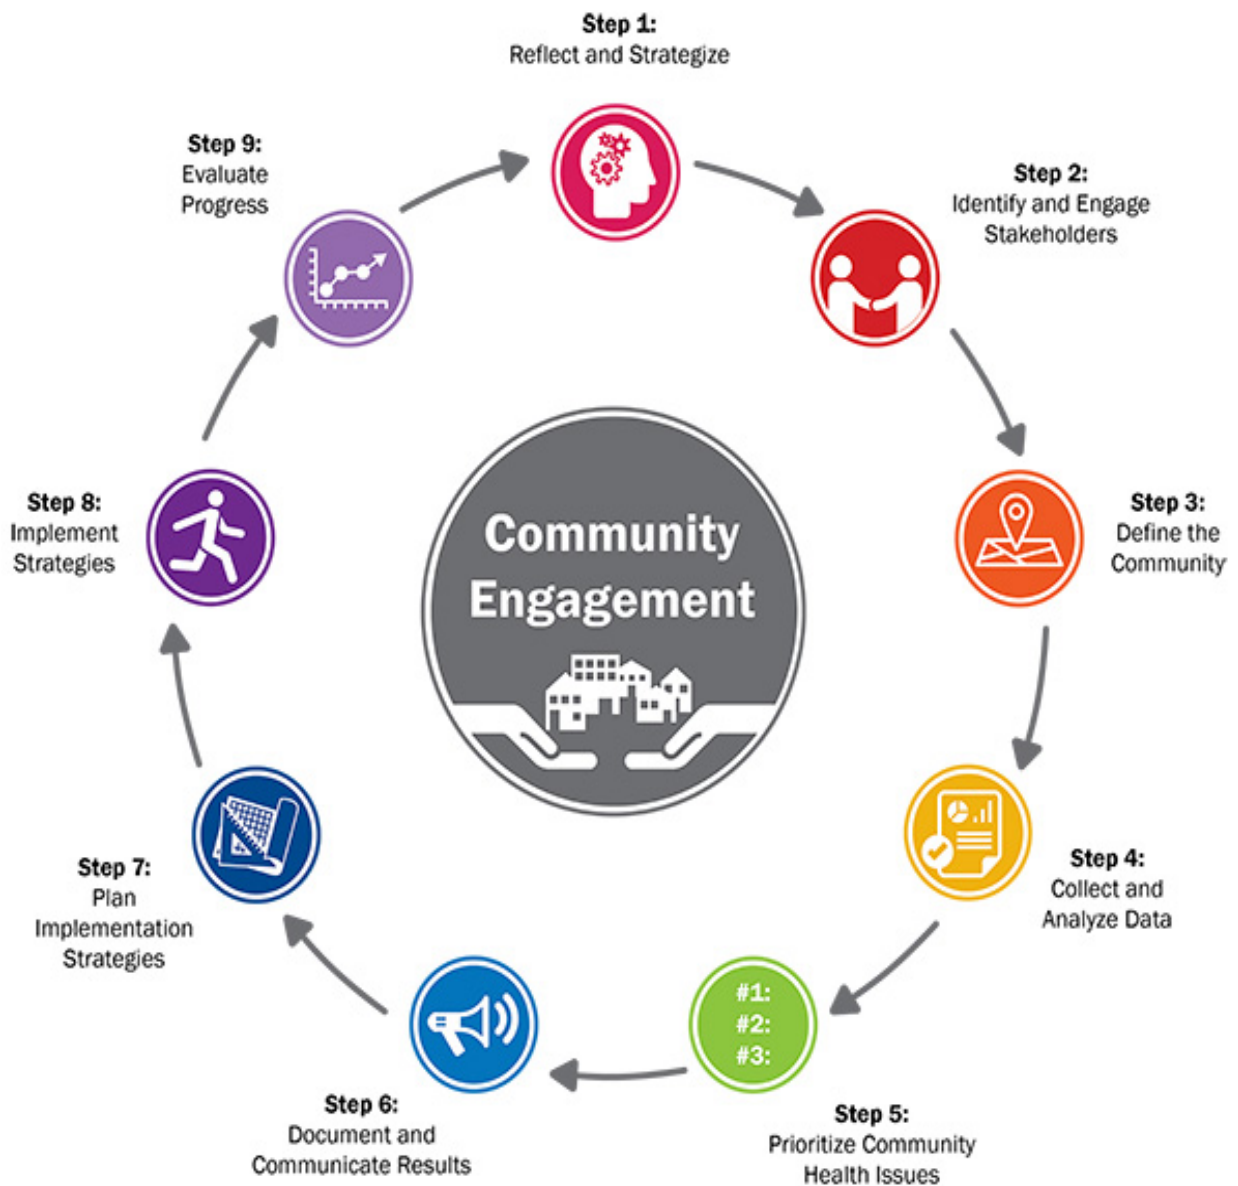 Step 1:
Reflect and Strategize
Step 2:
Identify and Engage
Stakeholders
Step 3:
Define the
Community
Step 4:
Collect and
Analyze Data
#1:
#2:
#3:
Step 5:
Prioritize Community
Health Issues
Step 6:
Document and
Communicate Results
Step 7:
Plan
Implementation
Strategies
Step 8:
Implement
Strategies
Step 9:
Evaluate
Progress
Community
Engagement